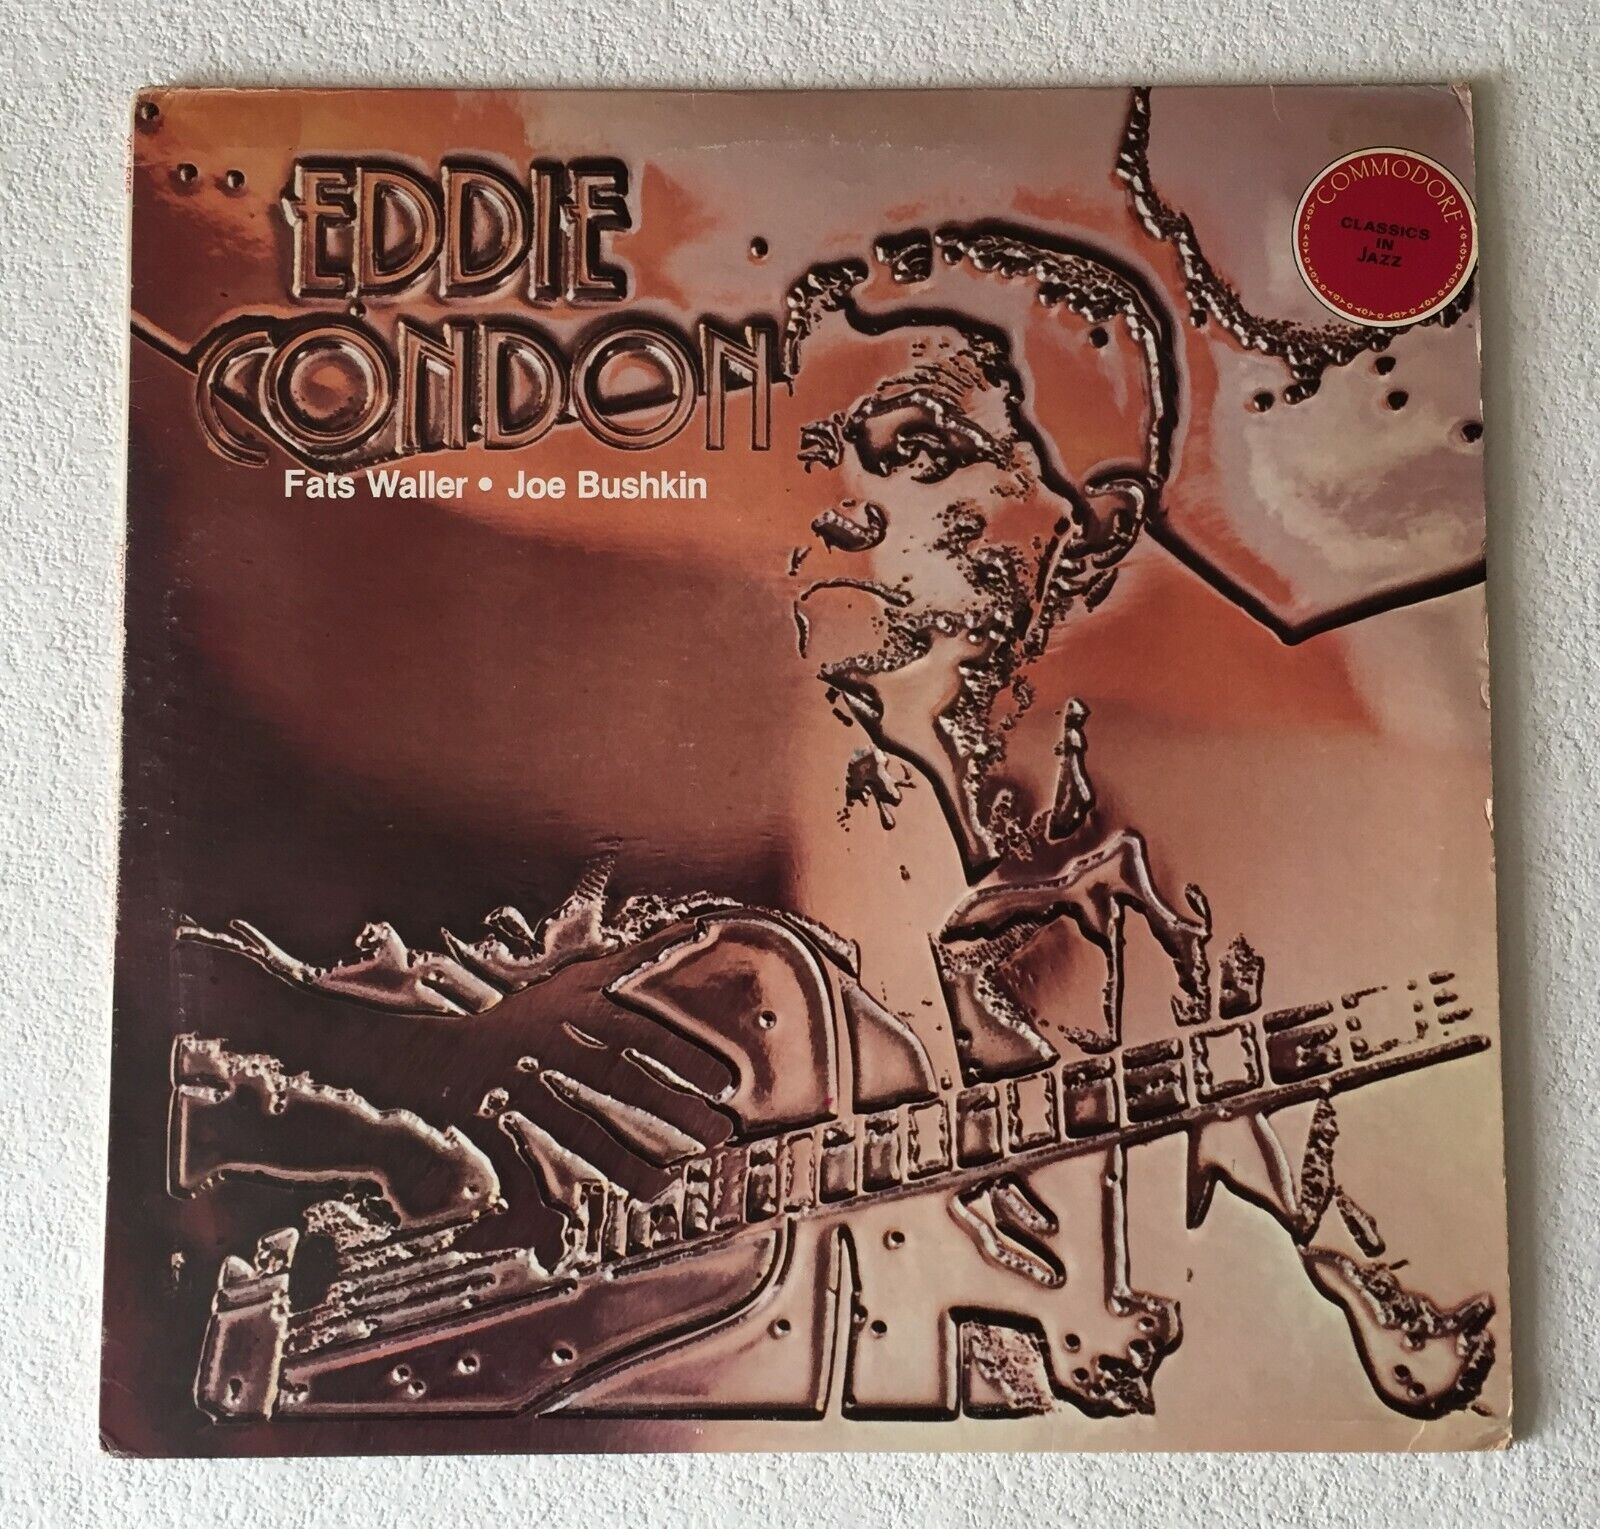 EDDIE
CONDON
Fats Waller • Joe Bushkin
COMMODORE
CLASSICS
IN
JAZZ